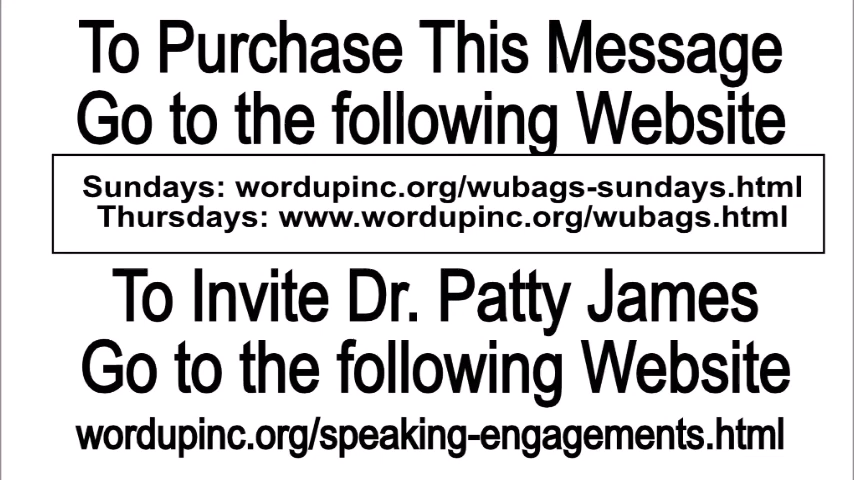 To Purchase This Message
Go to the following Website
Sundays: wordupinc.org/wubags-sundays.html
Thursdays: www.wordupinc.org/wubags.html
To Invite Dr. Patty James
Go to the following Website
wordupinc.org/speaking-engagements.html